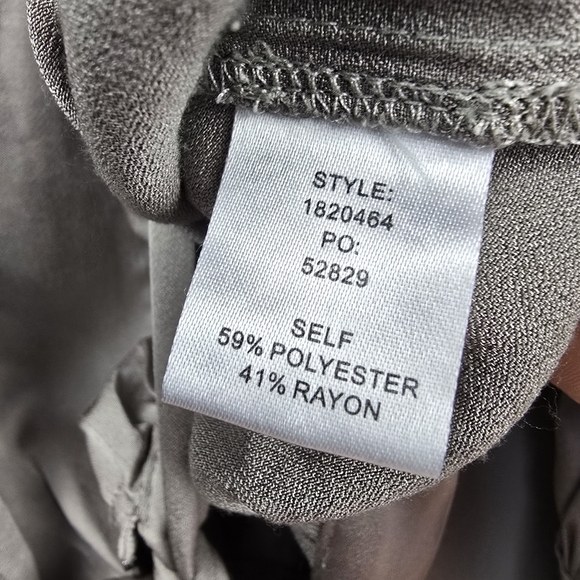 STYLE:
1820464
PO:
52829
SELF
59% POLYESTER
41% RAYON